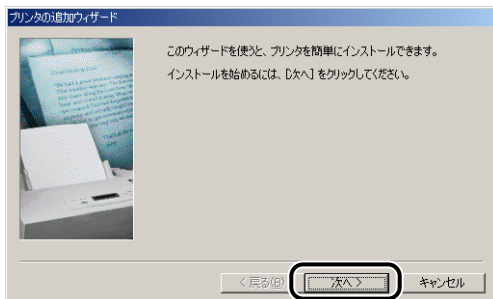 プリンタの追加ウィザード
このウィザードを使うと、プリンタを簡単にインストールできます。
インストールを始めるには、[次へ] をクリックしてください。
< 戻る(B)
次へ >
キャンセル